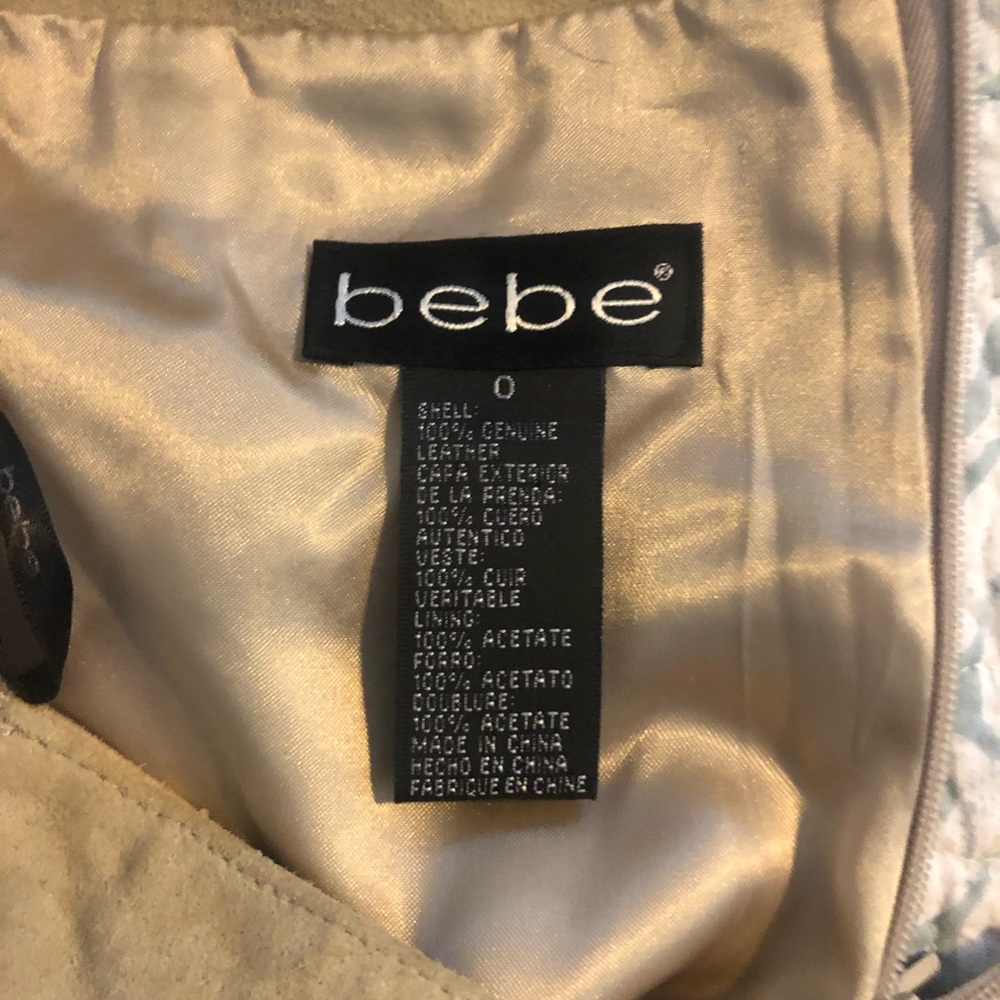 bebe®
0
SHELL:
100% GENUINE
LEATHER
CAPA EXTERIOR
DE LA PRENDA:
100% CUERO
AUTENTICO
VESTE:
100% CUIR
VERITABLE
LINING:
100% ACETATE
FORRO:
100% ACETATO
DOUBLURE:
100% ACETATE
MADE IN CHINA
HECHO EN CHINA
FABRIQUE EN CHINE
bebe